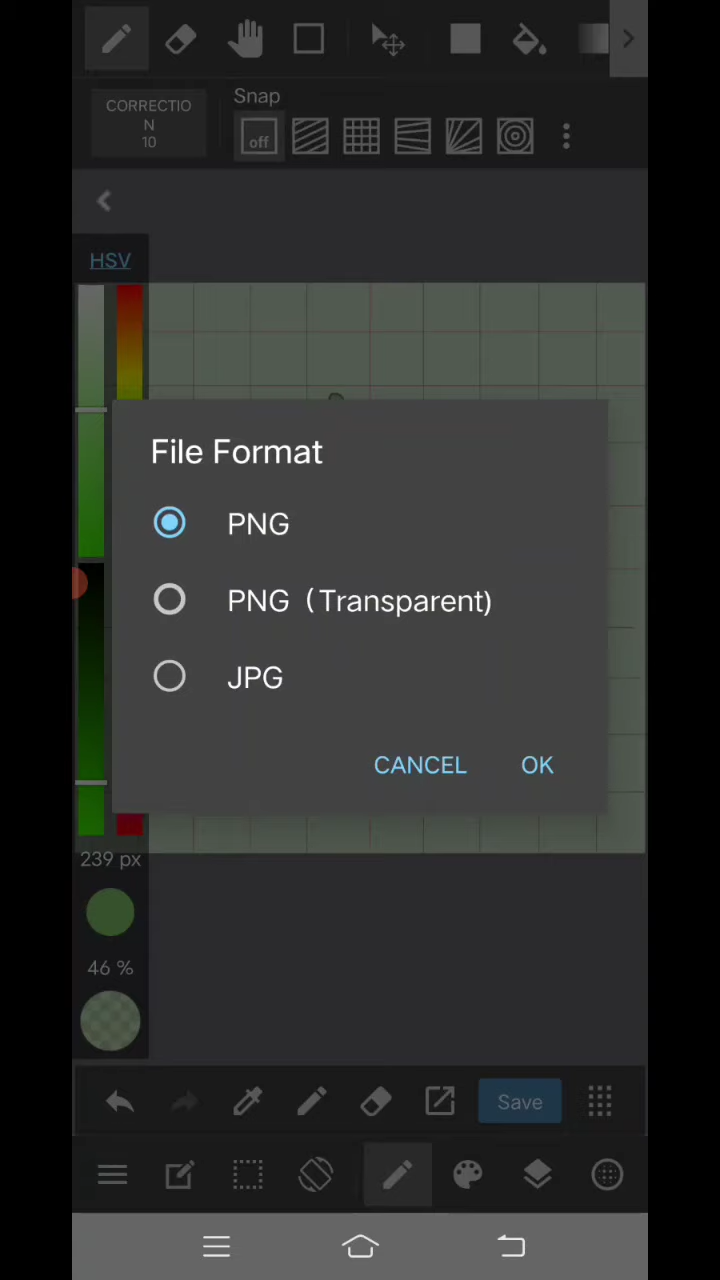 CORRECTIO
N
10
Snap
off
HSV
File Format
PNG
PNG (Transparent)
JPG
CANCEL
OK
239 px
46 %
Save